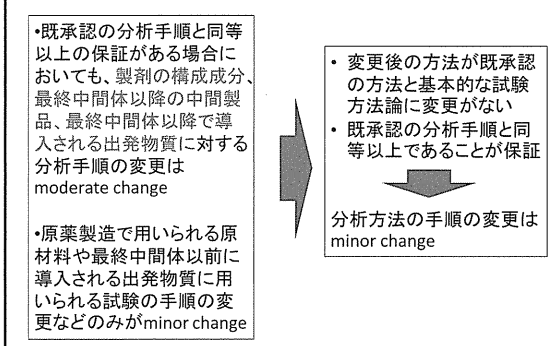 •既承認の分析手順と同等
以上の保証がある場合に
おいても、製剤の構成成分、
最終中間体以降の中間製
品、最終中間体以降で導
入される出発物質に対する
分析手順の変更は
moderate change
•原薬製造で用いられる原
材料や最終中間体以前に
導入される出発物質に用
いられる試験の手順の変
更などのみがminor change
• 変更後の方法が既承認
の方法と基本的な試験
方法論に変更がない
• 既承認の分析手順と同
等以上であることが保証
分析方法の手順の変更は
minor change